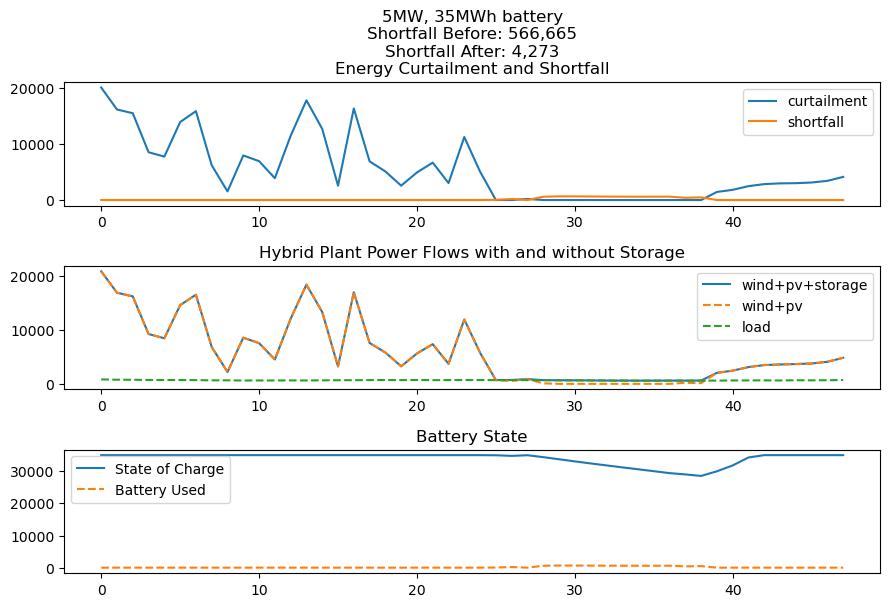 5MW, 35MWh battery
Shortfall Before: 566,665
Shortfall After: 4,273
Energy Curtailment and Shortfall
20000
10000
0
curtailment
shortfall
0 10 20 30 40
Hybrid Plant Power Flows with and without Storage
20000
10000
0
wind+pv+storage
wind+pv
load
0 10 20 30 40
Battery State
30000
20000
10000
0
State of Charge
Battery Used
0 10 20 30 40